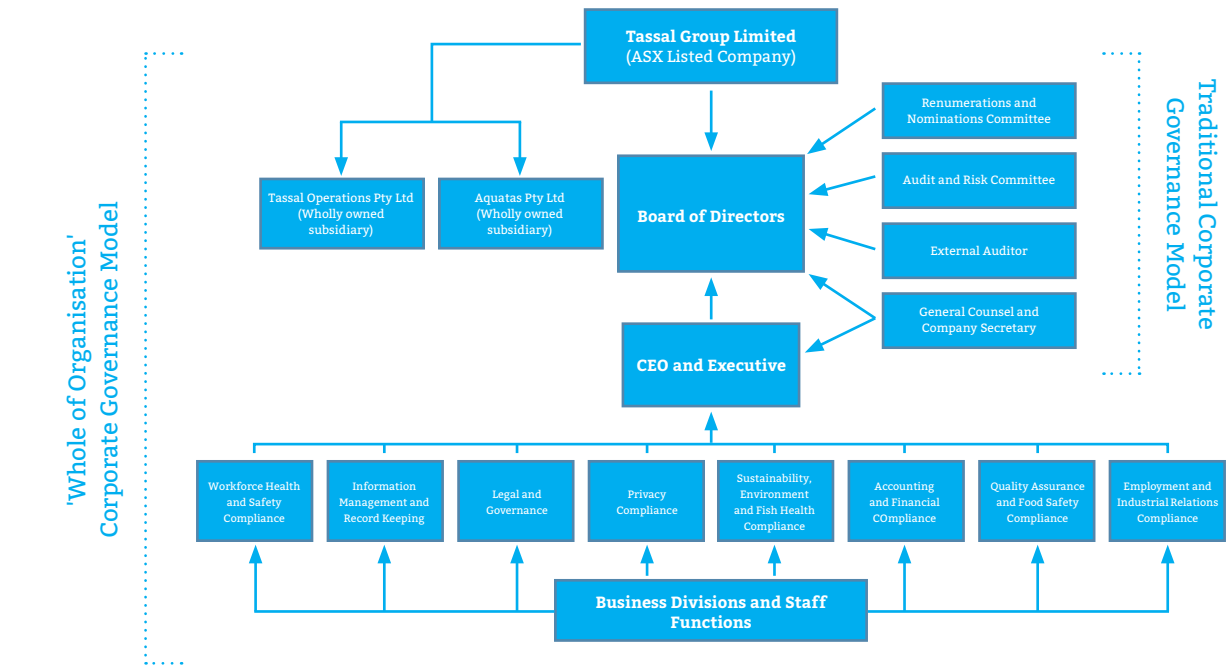 Tassal Group Limited
(ASX Listed Company)
Renumerations and
Nominations Committee
Audit and Risk Committee
External Auditor
General Counsel and
Company Secretary
Traditional Corporate
Governance Model
Tassal Operations Pty Ltd
(Wholly owned
subsidiary)
Aquatas Pty Ltd
(Wholly owned
subsidiary)
Board of Directors
CEO and Executive
'Whole of Organisation'
Corporate Governance Model
Workforce Health
and Safety
Compliance
Information
Management and
Record Keeping
Legal and
Governance
Privacy
Compliance
Sustainability,
Environment
and Fish Health
Compliance
Accounting
and Financial
COmpliance
Quality Assurance
and Food Safety
Compliance
Employment and
Industrial Relations
Compliance
Business Divisions and Staff
Functions